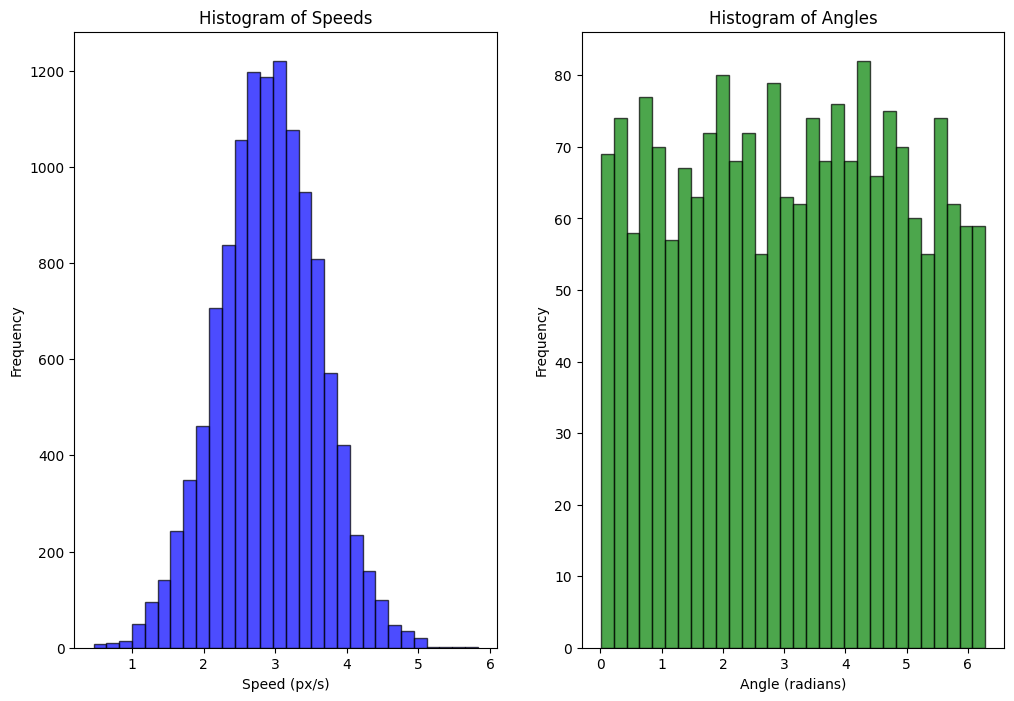 Histogram of Speeds
1200
1000
800
600
400
200
0
Frequency
1 2 3 4 5 6
Speed (px/s)
Histogram of Angles
80
70
60
50
40
30
20
10
0
Frequency
0 1 2 3 4 5 6
Angle (radians)